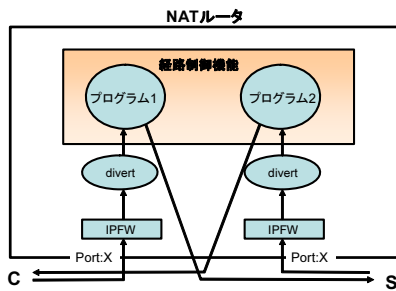 NATルータ
経路制御機能
プログラム1
プログラム2
divert
divert
IPFW
IPFW
Port:X
Port:X
C
S